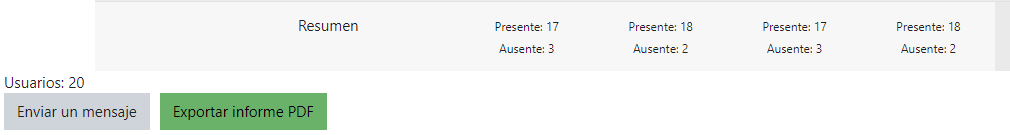 Resumen Presente: 17 Presente: 18 Presente: 17 Presente: 18
Ausente: 3 Ausente: 2 Ausente: 3 Ausente: 2
Usuarios: 20
Enviar un mensaje Exportar informe PDF